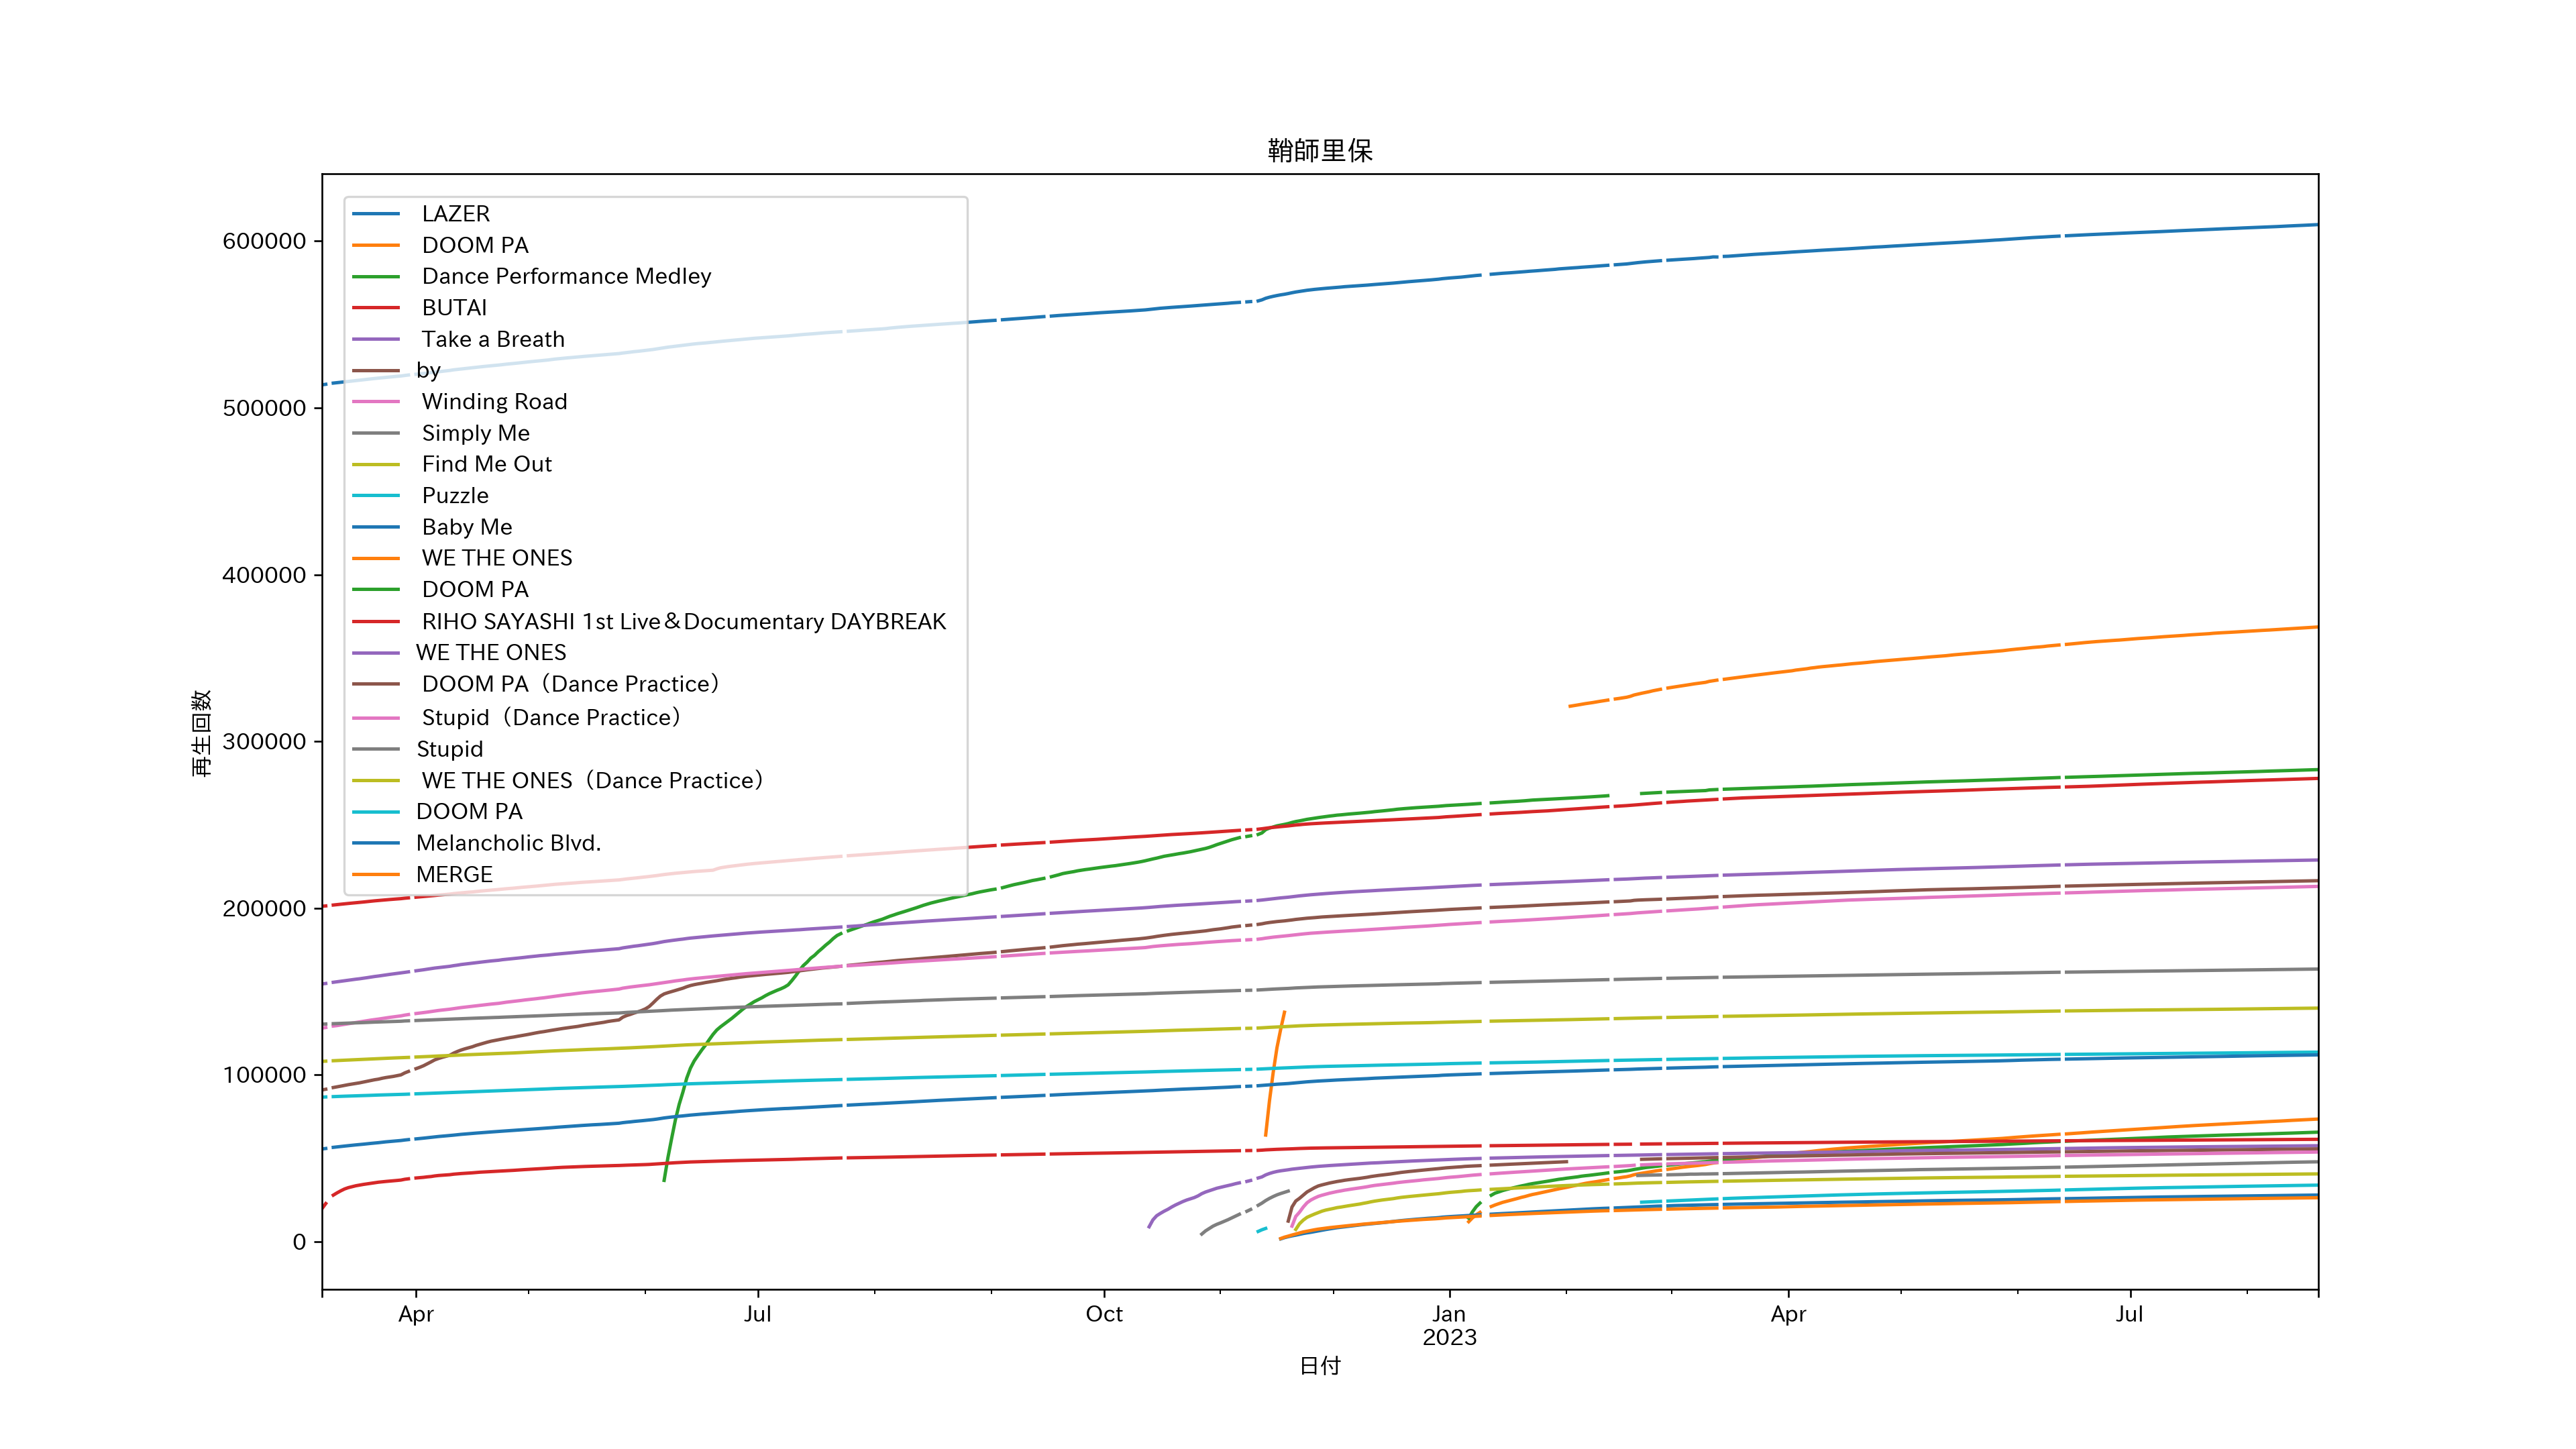 鞘師里保
LAZER
DOOM PA
Dance Performance Medley
BUTAI
Take a Breath
by
Winding Road
Simply Me
Find Me Out
Puzzle
Baby Me
WE THE ONES
DOOM PA
RIHO SAYASHI 1st Live＆Documentary DAYBREAK
WE THE ONES
DOOM PA（Dance Practice）
Stupid（Dance Practice）
Stupid
WE THE ONES（Dance Practice）
DOOM PA
Melancholic Blvd.
MERGE
600000
500000
400000
300000
200000
100000
0
再生回数
Apr
Jul
Oct
Jan
2023
Apr
Jul
日付